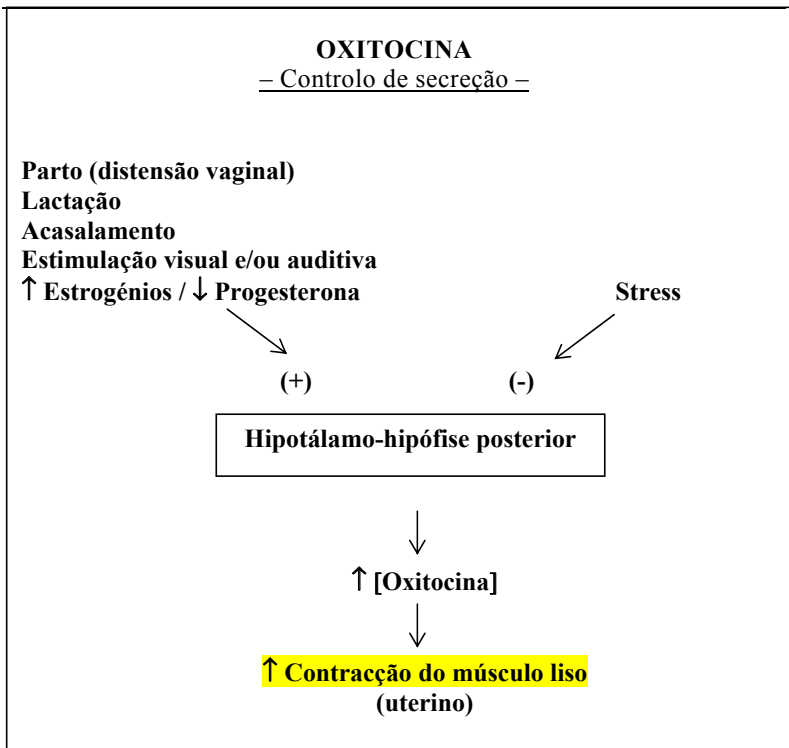 OXITOCINA
– Controlo de secreção –
Parto (distensão vaginal)
Lactação
Acasalamento
Estimulação visual e/ou auditiva
↑ Estrogénios / ↓ Progesterona
Stress
(+)
(-)
Hipotálamo-hipófise posterior
↑ [Oxitocina]
↑ Contracção do músculo liso
(uterino)